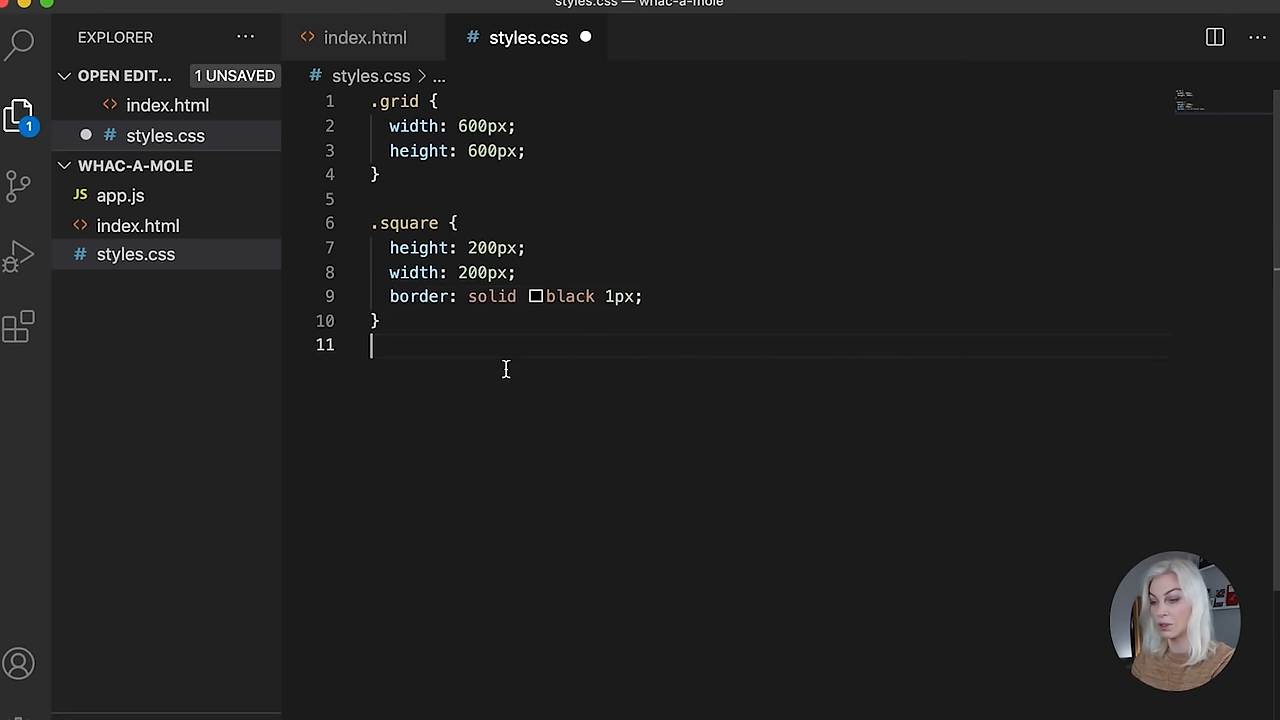 styles.css — whac-a-mole
EXPLORER
index.html
styles.css
OPEN EDIT... 1 UNSAVED
index.html
styles.css
WHAC-A-MOLE
JS app.js
index.html
styles.css
1
styles.css > ...
1 .grid {
2 width: 600px;
3 height: 600px;
4 }
5
6 .square {
7 height: 200px;
8 width: 200px;
9 border: solid black 1px;
10 }
11